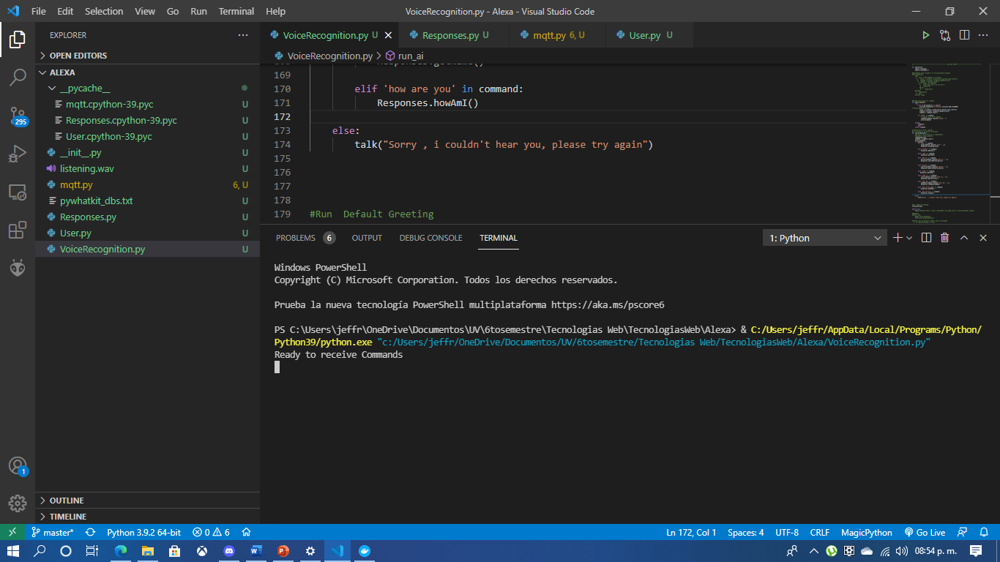 File Edit Selection View Go Run Terminal Help VoiceRecognition.py - Alexa - Visual Studio Code
EXPLORER
OPEN EDITORS
ALEXA
__pycache__
mqtt.cpython-39.pyc U
Responses.cpython-39.pyc U
User.cpython-39.pyc U
__init__.py U
listening.wav U
mqtt.py 6, U
pywhatkit_dbs.txt U
Responses.py U
User.py U
VoiceRecognition.py U
OUTLINE
TIMELINE
295
1
VoiceRecognition.py U Responses.py U mqtt.py 6, U User.py U
VoiceRecognition.py > run_ai
169
170 elif 'how are you' in command:
171 Responses.howAmI()
172
173 else:
174 talk("Sorry , i couldn't hear you, please try again")
175
176
177
178
179 #Run  Default Greeting
PROBLEMS 6 OUTPUT DEBUG CONSOLE TERMINAL 1: Python
Windows PowerShell
Copyright (C) Microsoft Corporation. Todos los derechos reservados.
Prueba la nueva tecnología PowerShell multiplataforma https://aka.ms/pscore6
PS C:\Users\jeffr\OneDrive\Documentos\UV\6tosemestre\Tecnologias Web\TecnologiasWeb\Alexa> & C:/Users/jeffr/AppData/Local/Programs/Python/
Python39/python.exe "c:/Users/jeffr/OneDrive/Documentos/UV/6tosemestre/Tecnologias Web/TecnologiasWeb/Alexa/VoiceRecognition.py"
Ready to receive Commands
master* Python 3.9.2 64-bit 0 6 Ln 172, Col 1 Spaces: 4 UTF-8 CRLF MagicPython Go Live
08:54 p. m.